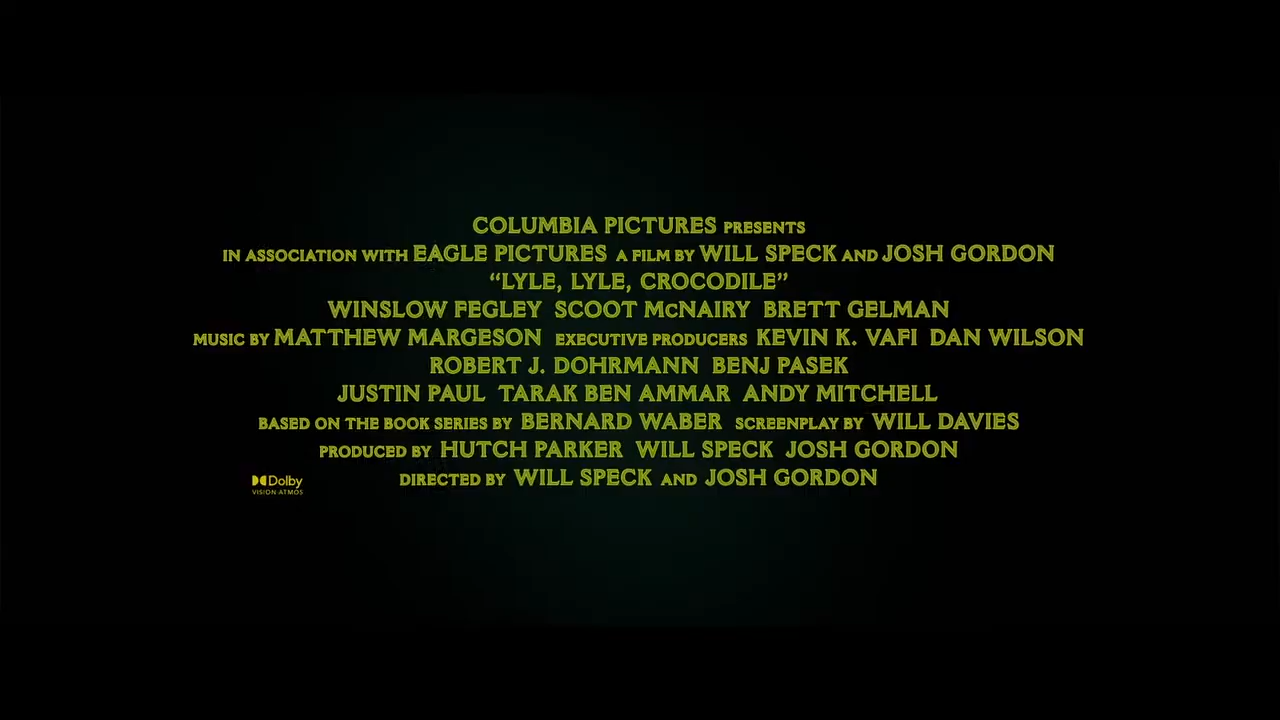 COLUMBIA PICTURES PRESENTS
IN ASSOCIATION WITH EAGLE PICTURES A FILM BY WILL SPECK AND JOSH GORDON
“LYLE, LYLE, CROCODILE”
WINSLOW FEGLEY SCOOT McNAIRY BRETT GELMAN
MUSIC BY MATTHEW MARGESON EXECUTIVE PRODUCERS KEVIN K. VAFI DAN WILSON
ROBERT J. DOHRMANN BENJ PASEK
JUSTIN PAUL TARAK BEN AMMAR ANDY MITCHELL
BASED ON THE BOOK SERIES BY BERNARD WABER SCREENPLAY BY WILL DAVIES
PRODUCED BY HUTCH PARKER WILL SPECK JOSH GORDON
DIRECTED BY WILL SPECK AND JOSH GORDON
Dolby
VISION·ATMOS